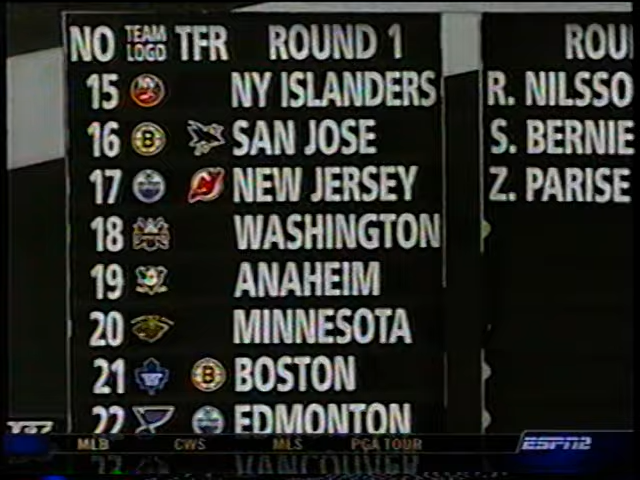 NO TEAM LOGO TFR ROUND 1 ROU
15 NY ISLANDERS R. NILSSO
16 SAN JOSE S. BERNIE
17 NEW JERSEY Z. PARISE
18 WASHINGTON
19 ANAHEIM
20 MINNESOTA
21 BOSTON
22 EDMONTON
MLB CWS MLS PGA TOUR ESPN2
VANCOUVER